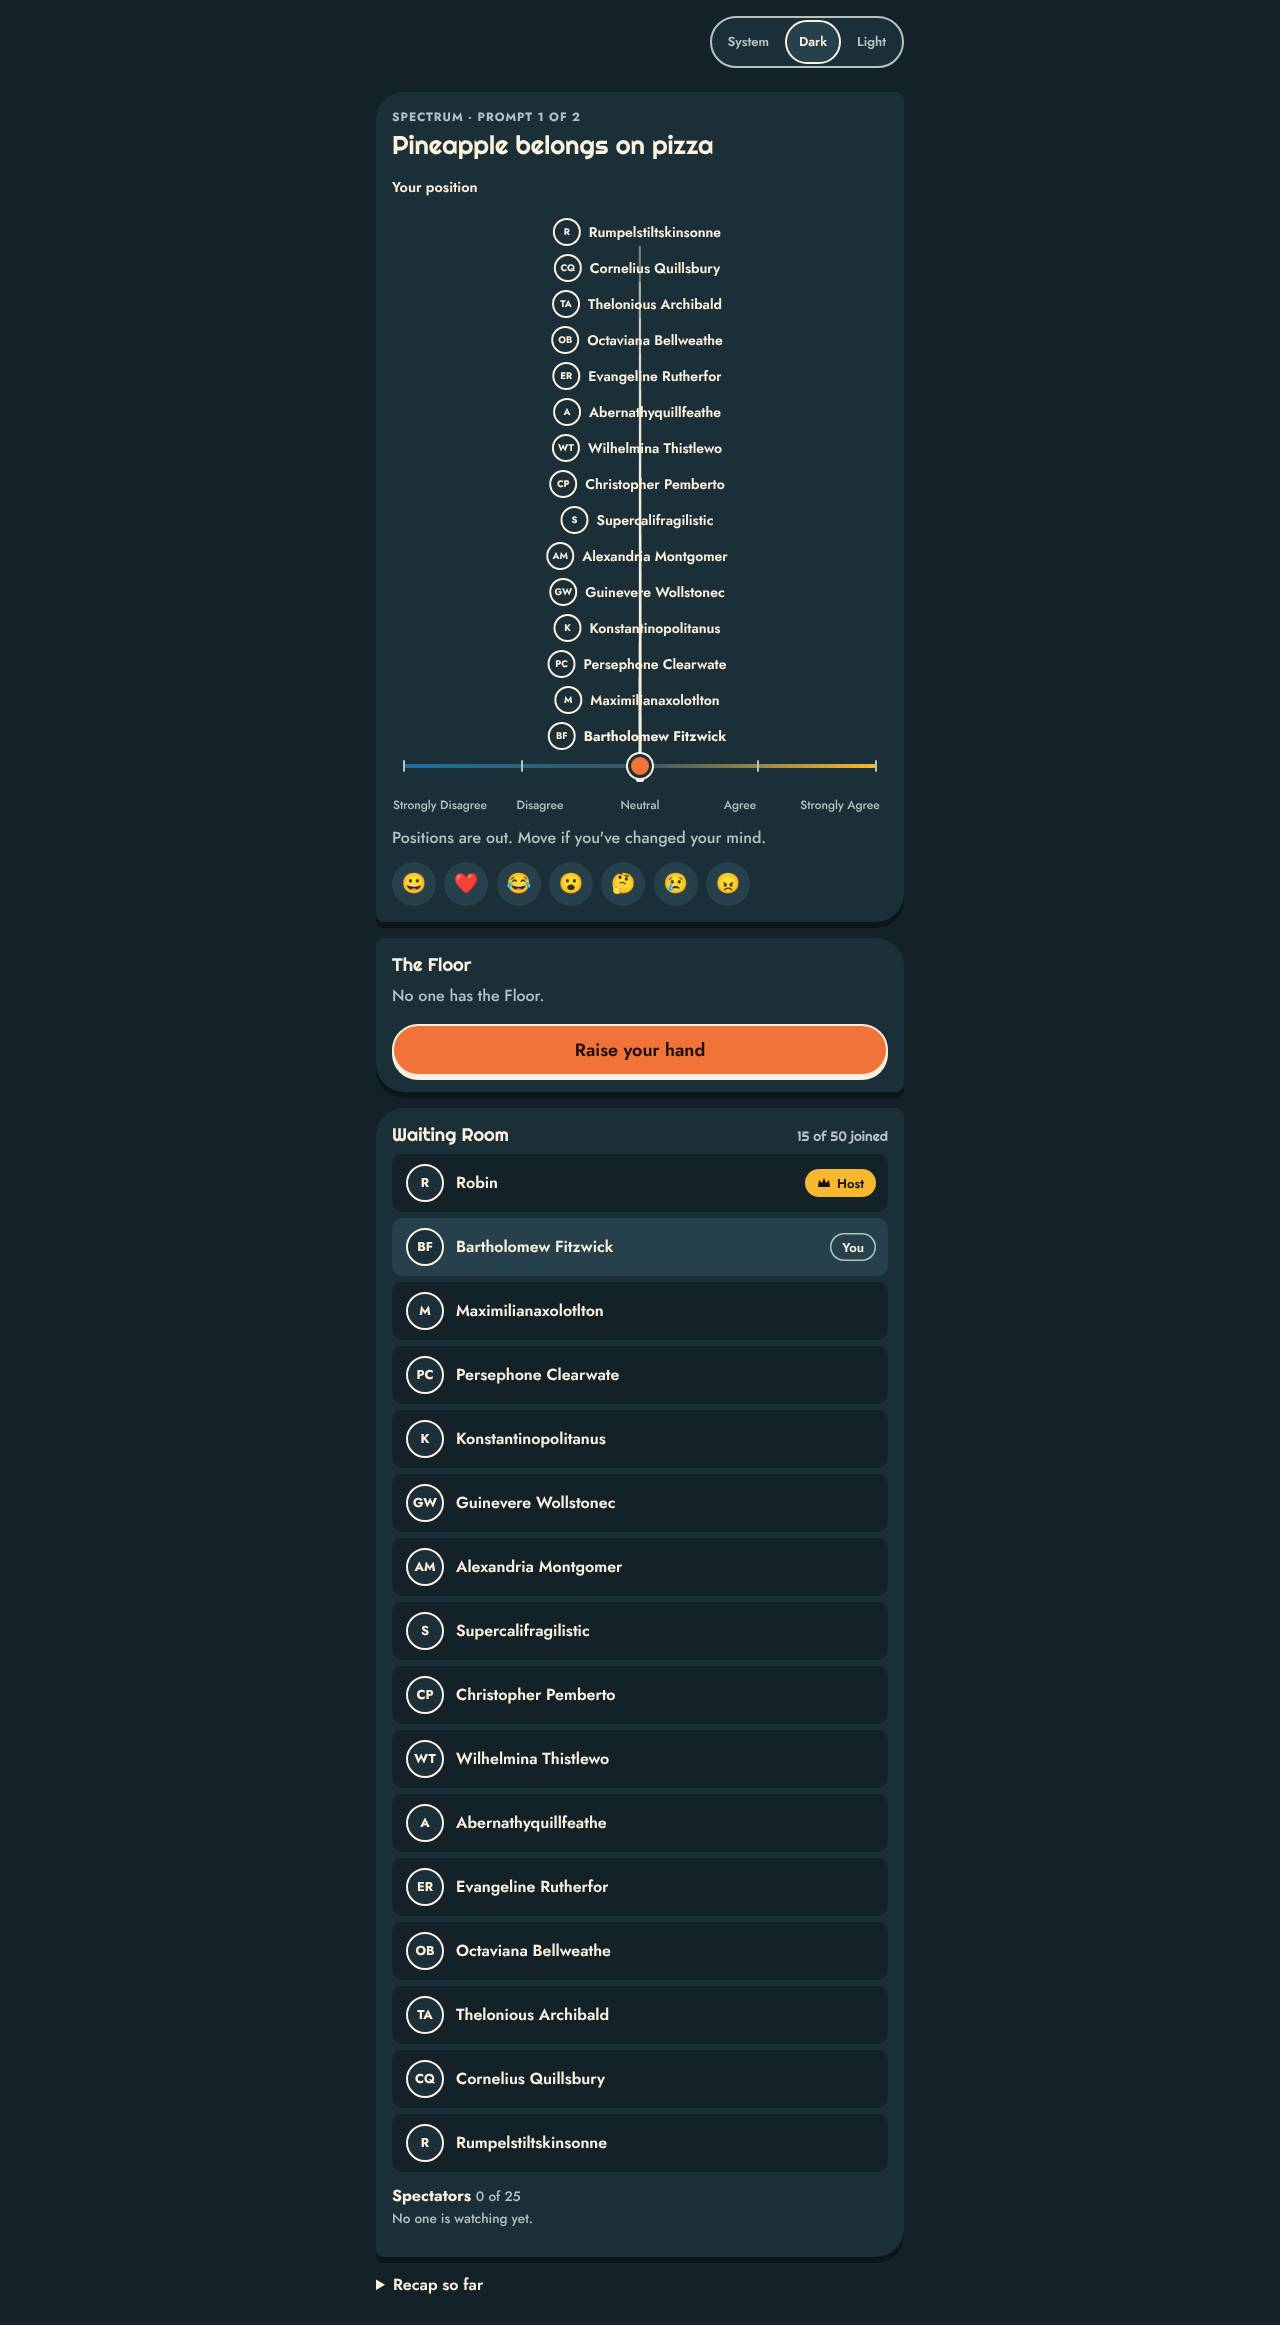 System Dark Light
SPECTRUM · PROMPT 1 OF 2
Pineapple belongs on pizza
Your position
R Rumpelstiltskinsonne
CQ Cornelius Quillsbury
TA Thelonious Archibald
OB Octaviana Bellweathe
ER Evangeline Rutherfor
A Abernathyquillfeathe
WT Wilhelmina Thistlewo
CP Christopher Pemberto
S Supercalifragilistic
AM Alexandria Montgomer
GW Guinevere Wollstonec
K Konstantinopolitanus
PC Persephone Clearwate
M Maximilianaxolotlton
BF Bartholomew Fitzwick
Strongly Disagree Disagree Neutral Agree Strongly Agree
Positions are out. Move if you've changed your mind.
The Floor
No one has the Floor.
Raise your hand
Waiting Room 15 of 50 joined
R Robin Host
BF Bartholomew Fitzwick You
M Maximilianaxolotlton
PC Persephone Clearwate
K Konstantinopolitanus
GW Guinevere Wollstonec
AM Alexandria Montgomer
S Supercalifragilistic
CP Christopher Pemberto
WT Wilhelmina Thistlewo
A Abernathyquillfeathe
ER Evangeline Rutherfor
OB Octaviana Bellweathe
TA Thelonious Archibald
CQ Cornelius Quillsbury
R Rumpelstiltskinsonne
Spectators 0 of 25
No one is watching yet.
Recap so far